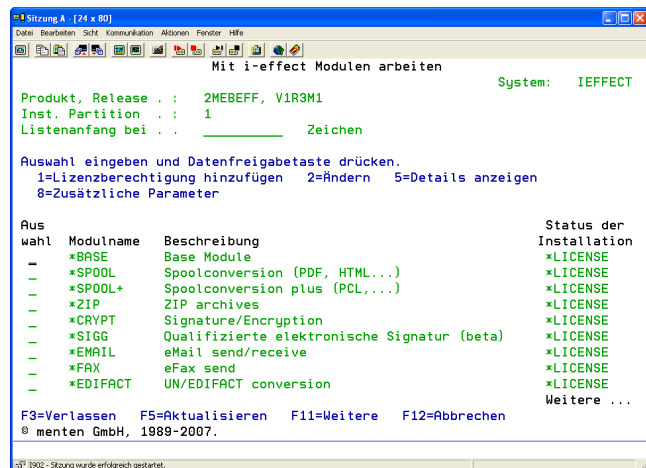 Sitzung A - [24 x 80]
Datei Bearbeiten Sicht Kommunikation Aktionen Fenster Hilfe
Mit i-effect Modulen arbeiten
System: IEFFECT
Produkt, Release . : 2MEBEFF, V1R3M1
Inst. Partition . : 1
Listenanfang bei . . __________ Zeichen
Auswahl eingeben und Datenfreigabetaste drücken.
1=Lizenzberechtigung hinzufügen 2=Ändern 5=Details anzeigen
8=Zusätzliche Parameter
Aus Status der
wahl Modulname Beschreibung Installation
_ *BASE Base Module *LICENSE
_ *SPOOL Spoolconversion (PDF, HTML...) *LICENSE
_ *SPOOL+ Spoolconversion plus (PCL,...) *LICENSE
_ *ZIP ZIP archives *LICENSE
_ *CRYPT Signature/Encryption *LICENSE
_ *SIGG Qualifizierte elektronische Signatur (beta) *LICENSE
_ *EMAIL eMail send/receive *LICENSE
_ *FAX eFax send *LICENSE
_ *EDIFACT UN/EDIFACT conversion *LICENSE
Weitere ...
F3=Verlassen F5=Aktualisieren F11=Weitere F12=Abbrechen
© menten GmbH, 1989-2007.
I902 - Sitzung wurde erfolgreich gestartet.